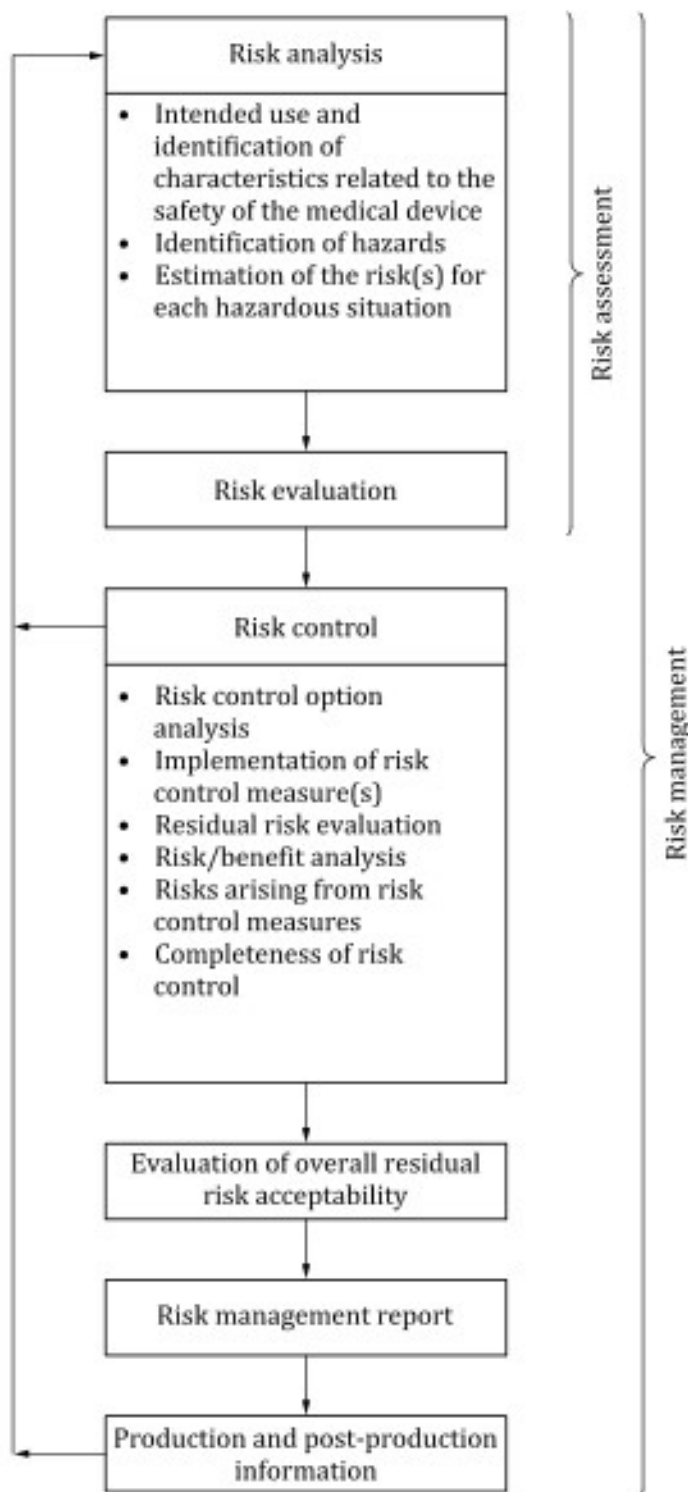 Risk analysis
• Intended use and
identification of
characteristics related to the
safety of the medical device
• Identification of hazards
• Estimation of the risk(s) for
each hazardous situation
Risk evaluation
Risk assessment
Risk control
• Risk control option
analysis
• Implementation of risk
control measure(s)
• Residual risk evaluation
• Risk/benefit analysis
• Risks arising from risk
control measures
• Completeness of risk
control
Evaluation of overall residual
risk acceptability
Risk management report
Production and post-production
information
Risk management